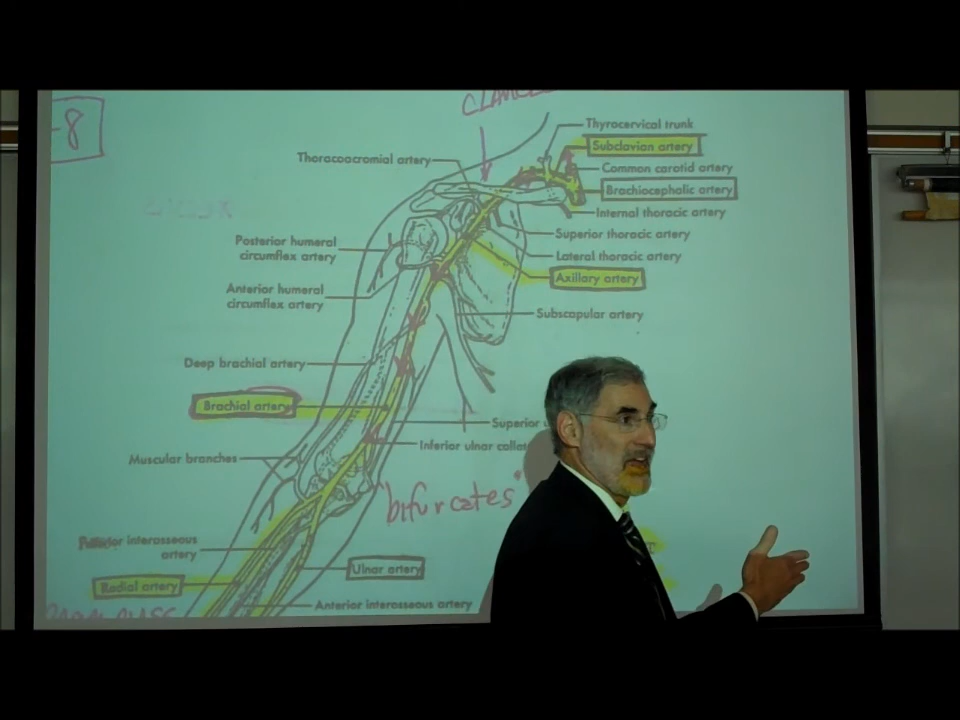 -8
Thyrocervical trunk
Subclavian artery
Thoracoacromial artery
Common carotid artery
Brachiocephalic artery
Internal thoracic artery
Superior thoracic artery
Posterior humeral
circumflex artery
Lateral thoracic artery
Axillary artery
Anterior humeral
circumflex artery
Subscapular artery
Deep brachial artery
Brachial artery
Superior
Inferior ulnar
Muscular branches
"bifurcates"
interosseous
artery
Ulnar artery
Radial artery
Anterior interosseous artery